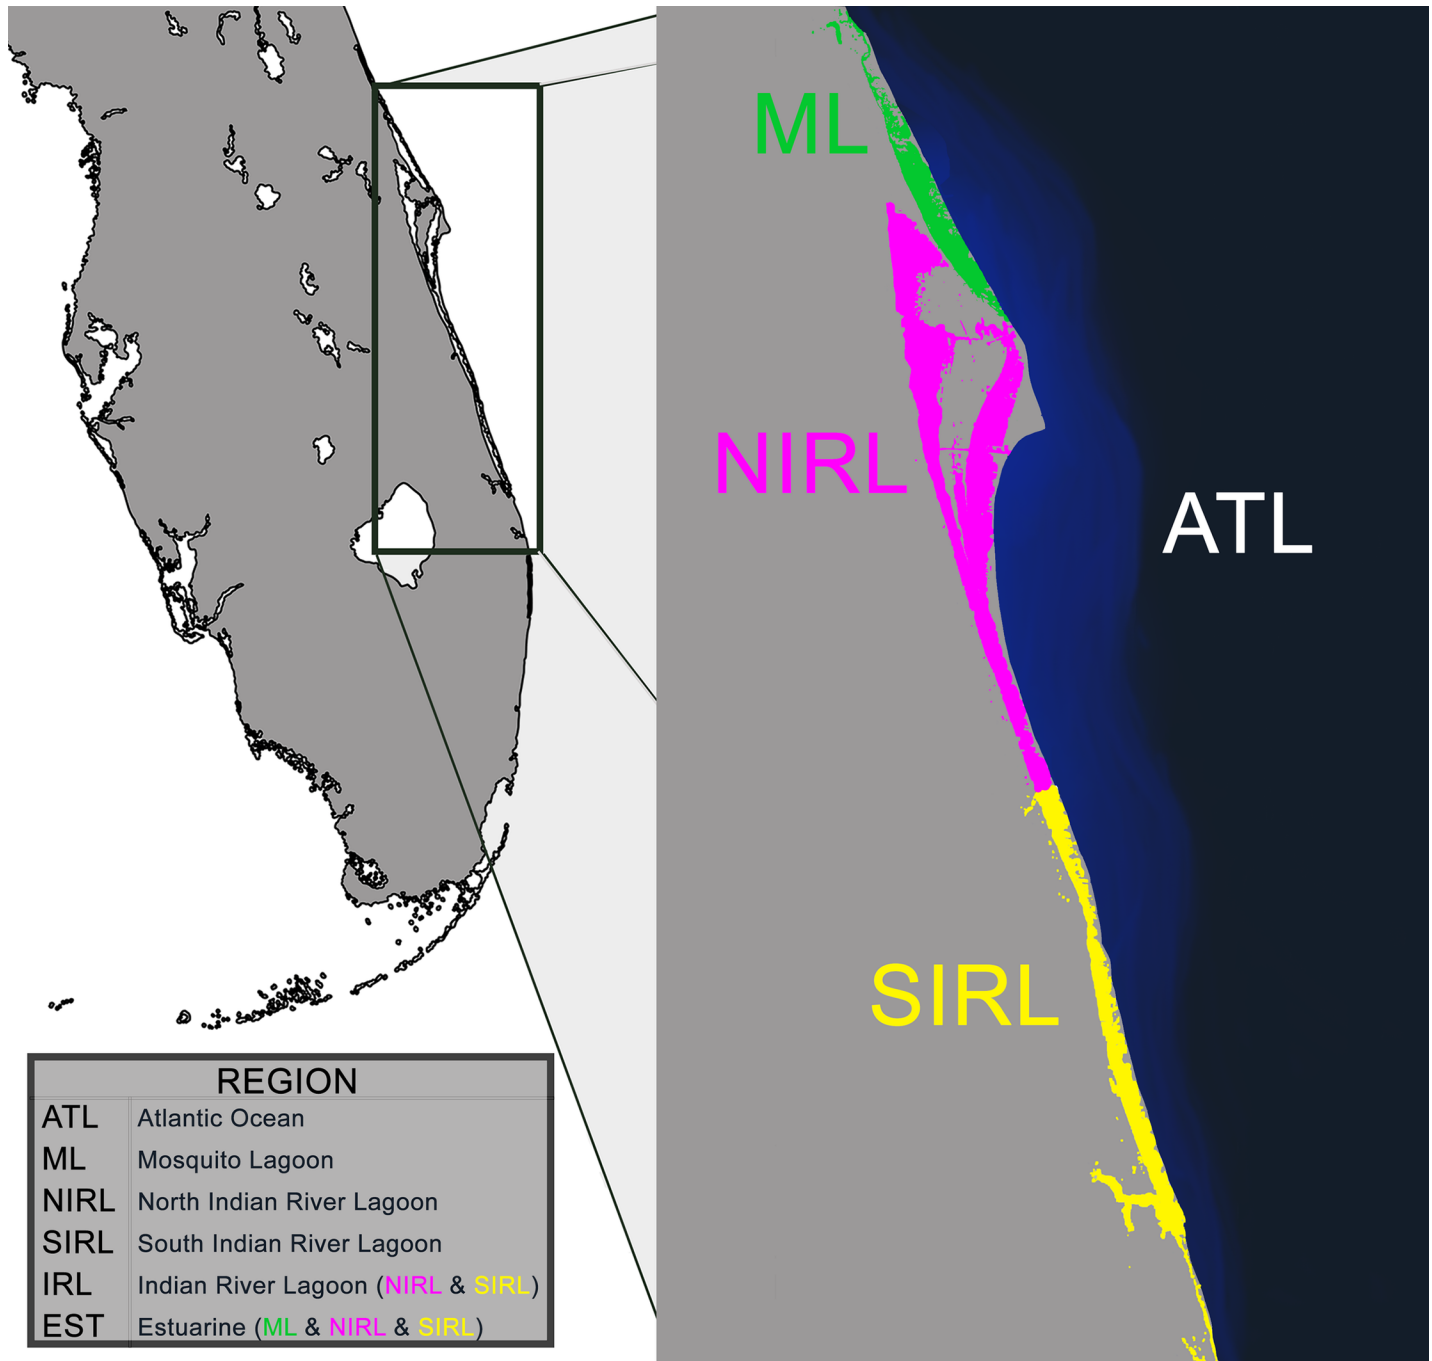 ML
NIRL
ATL
SIRL
REGION
ATL Atlantic Ocean
ML Mosquito Lagoon
NIRL North Indian River Lagoon
SIRL South Indian River Lagoon
IRL Indian River Lagoon (NIRL & SIRL)
EST Estuarine (ML & NIRL & SIRL)